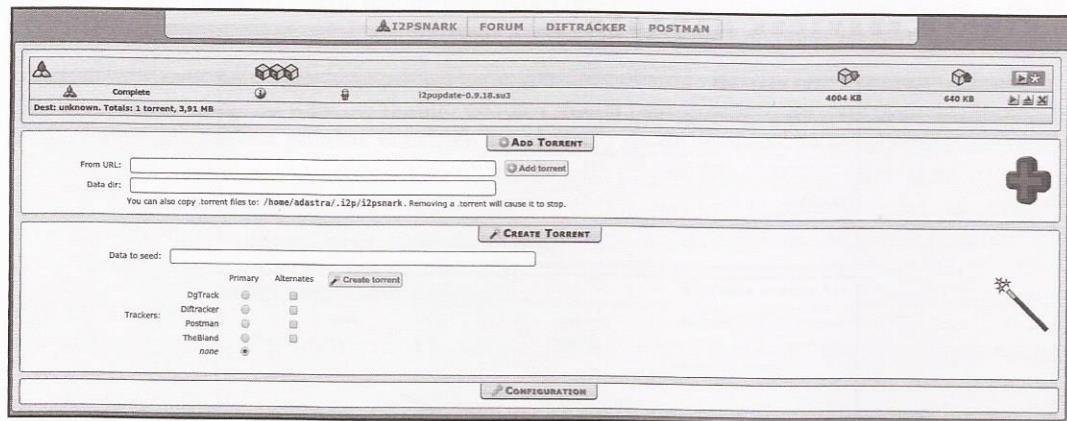 I2PSNARK FORUM DIFTRACKER POSTMAN
Complete i2pupdate-0.9.18.su3 4004 KB 640 KB
Dest: unknown. Totals: 1 torrent, 3,91 MB
ADD TORRENT
From URL: Add torrent
Data dir:
You can also copy .torrent files to: /home/adastra/.i2p/i2psnark. Removing a .torrent will cause it to stop.
CREATE TORRENT
Data to seed:
Primary Alternates Create torrent
DgTrack
Trackers: Diftracker
Postman
TheBland
none
CONFIGURATION